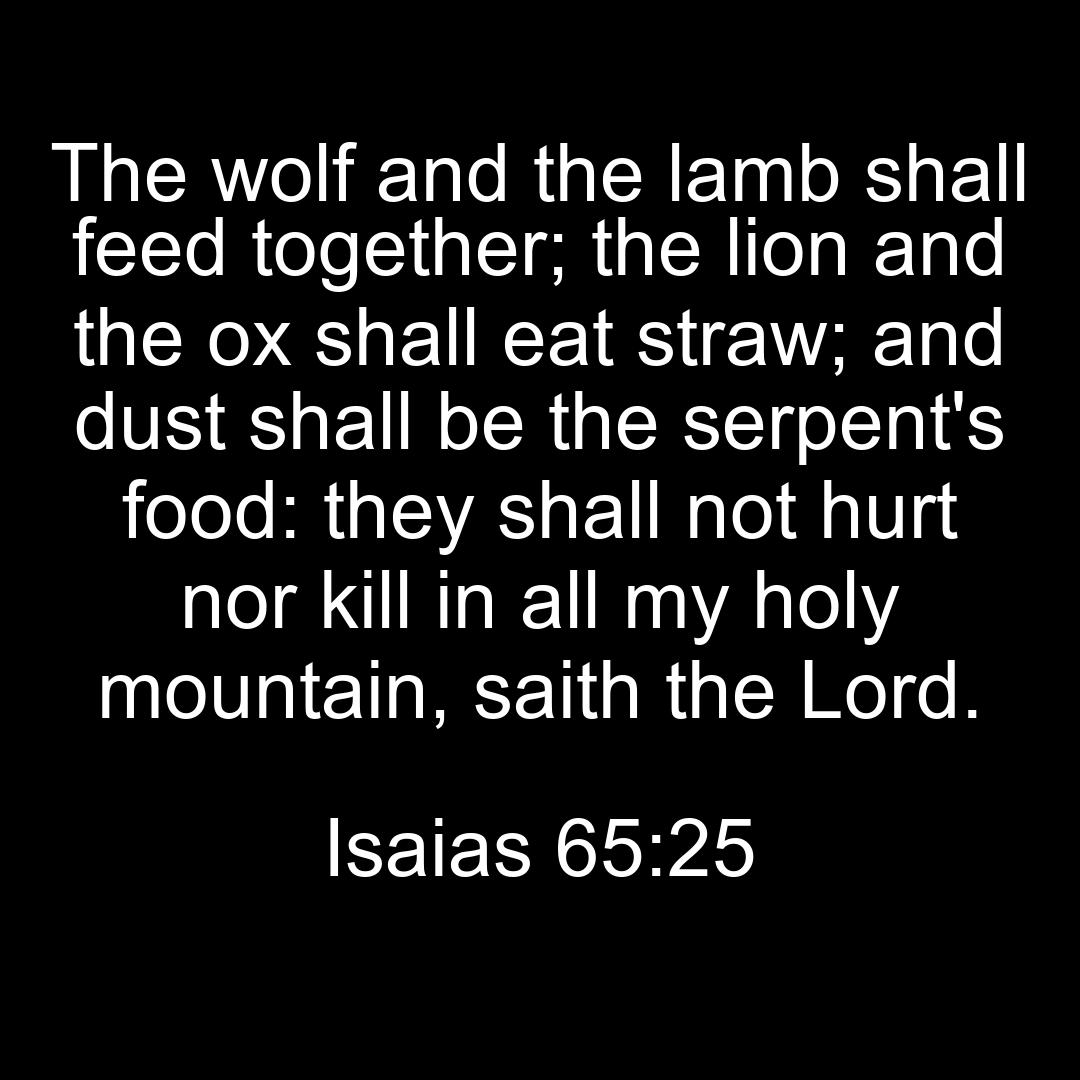 The wolf and the lamb shall
feed together; the lion and
the ox shall eat straw; and
dust shall be the serpent's
food: they shall not hurt
nor kill in all my holy
mountain, saith the Lord.
Isaias 65:25